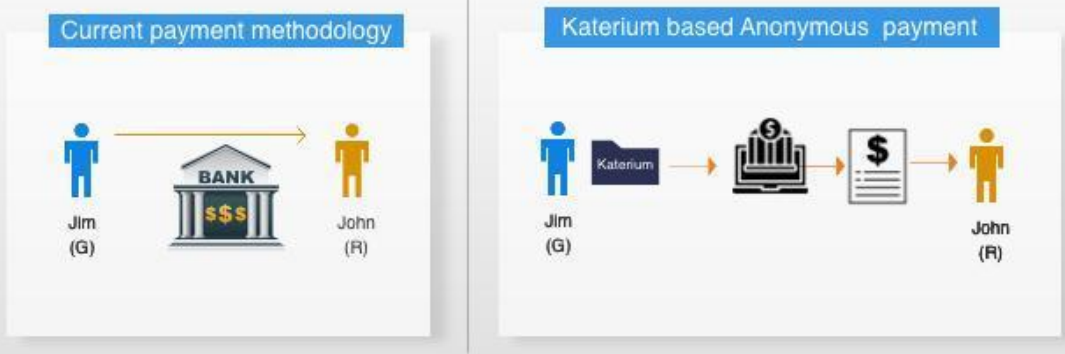 Current payment methodology
BANK
$$$
Jim
(G)
John
(R)
Katerium based Anonymous payment
Katerium
$
$
Jim
(G)
John
(R)